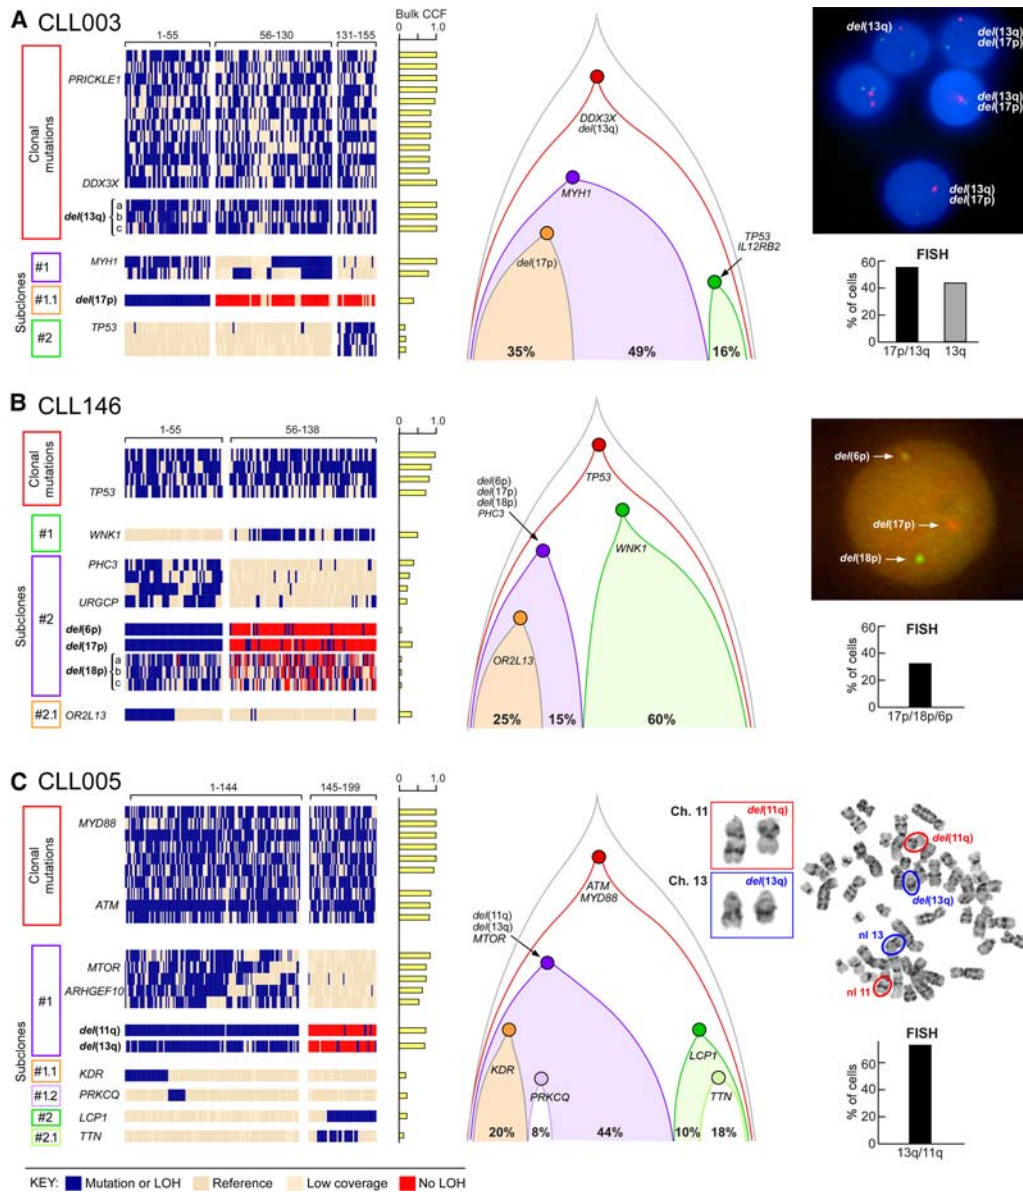 A CLL003
1-55 56-130 131-155
Bulk CCF
0 1.0
Clonal mutations
PRICKLE1
DDX3X
del(13q) a
b
c
Subclones
#1 MYH1
#1.1 del(17p)
#2 TP53
DDX3X
del(13q)
MYH1
del(17p)
TP53
IL12RB2
35% 49% 16%
del(13q)
del(13q)
del(17p)
del(13q)
del(17p)
del(13q)
del(17p)
FISH
% of cells
60
40
20
0
17p/13q 13q
B CLL146
1-55 56-138
0 1.0
Clonal mutations
TP53
Subclones
#1 WNK1
#2 PHC3
URGCP
del(6p)
del(17p)
del(18p) a
b
c
#2.1 OR2L13
TP53
del(6p)
del(17p)
del(18p)
PHC3
WNK1
OR2L13
25% 15% 60%
del(6p)
del(17p)
del(18p)
FISH
% of cells
60
40
20
0
17p/18p/6p
C CLL005
1-144 145-199
0 1.0
Clonal mutations
MYD88
ATM
Subclones
#1 MTOR
ARHGEF10
del(11q)
del(13q)
#1.1 KDR
#1.2 PRKCQ
#2 LCP1
#2.1 TTN
ATM
MYD88
del(11q)
del(13q)
MTOR
KDR
PRKCQ
LCP1
TTN
20% 8% 44% 10% 18%
Ch. 11 del(11q)
Ch. 13 del(13q)
del(11q)
del(13q)
nl 13
nl 11
FISH
% of cells
60
40
20
0
13q/11q
KEY: Mutation or LOH Reference Low coverage No LOH